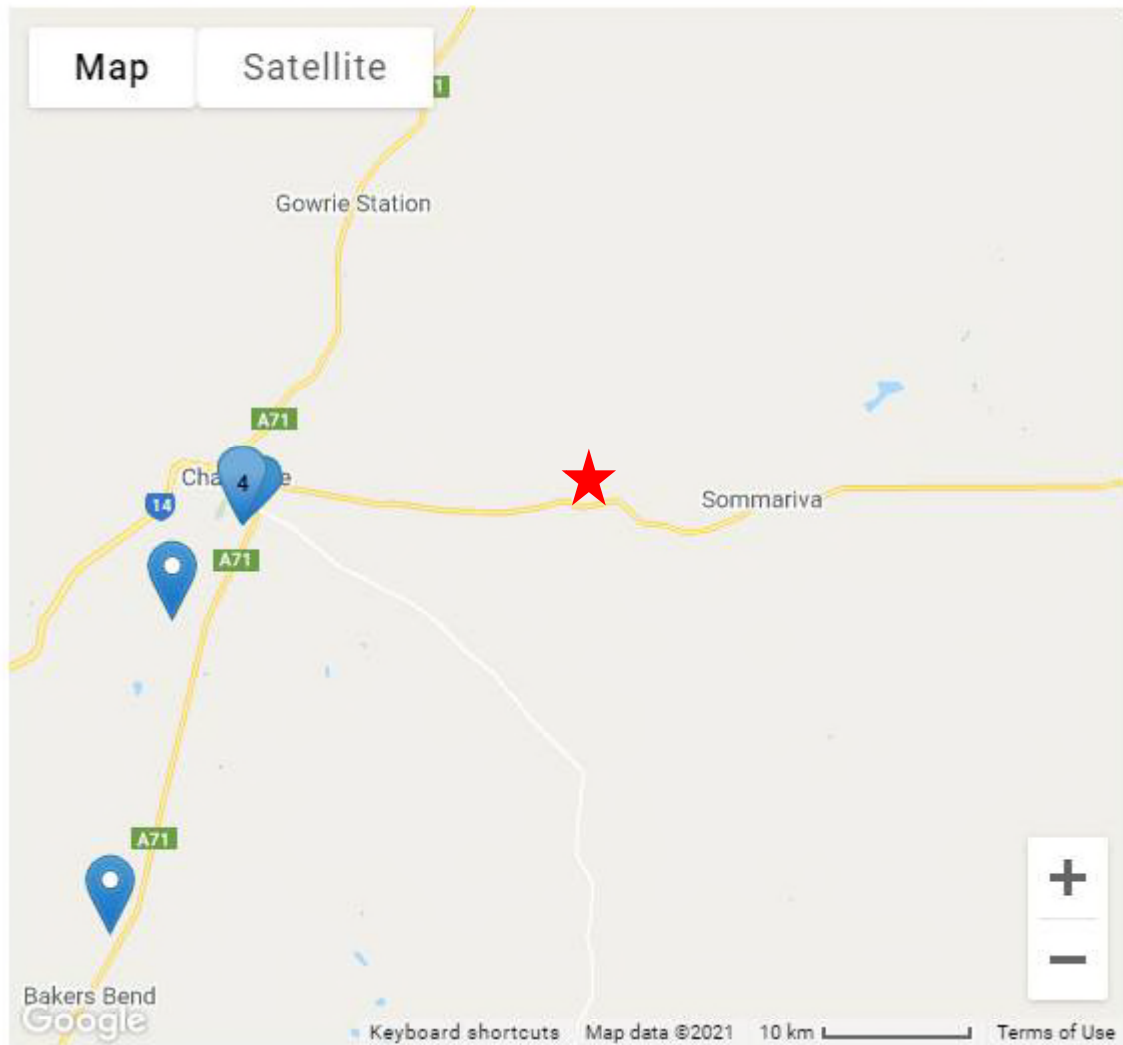 Map
Satellite
1
Gowrie Station
A71
4
14
Sommariva
A71
A71
Bakers Bend
Google
Keyboard shortcuts
Map data ©2021
10 km
Terms of Use